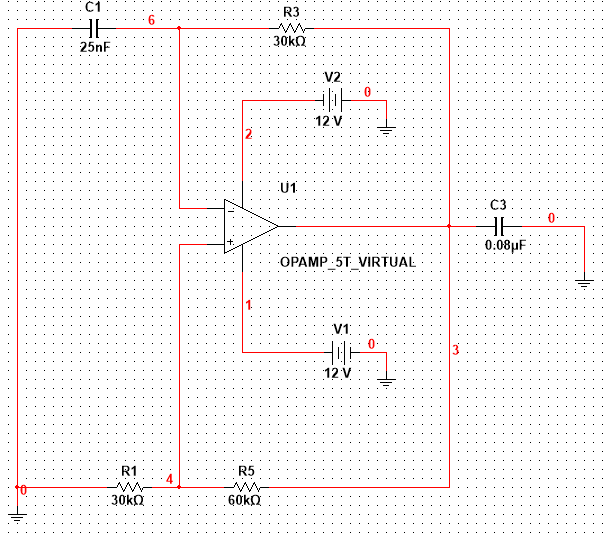 C1
6
R3
25nF
30kΩ
V2
0
12 V
2
U1
C3
0
0.08µF
OPAMP_5T_VIRTUAL
1
V1
0
12 V
3
R1
4
R5
0
30kΩ
60kΩ